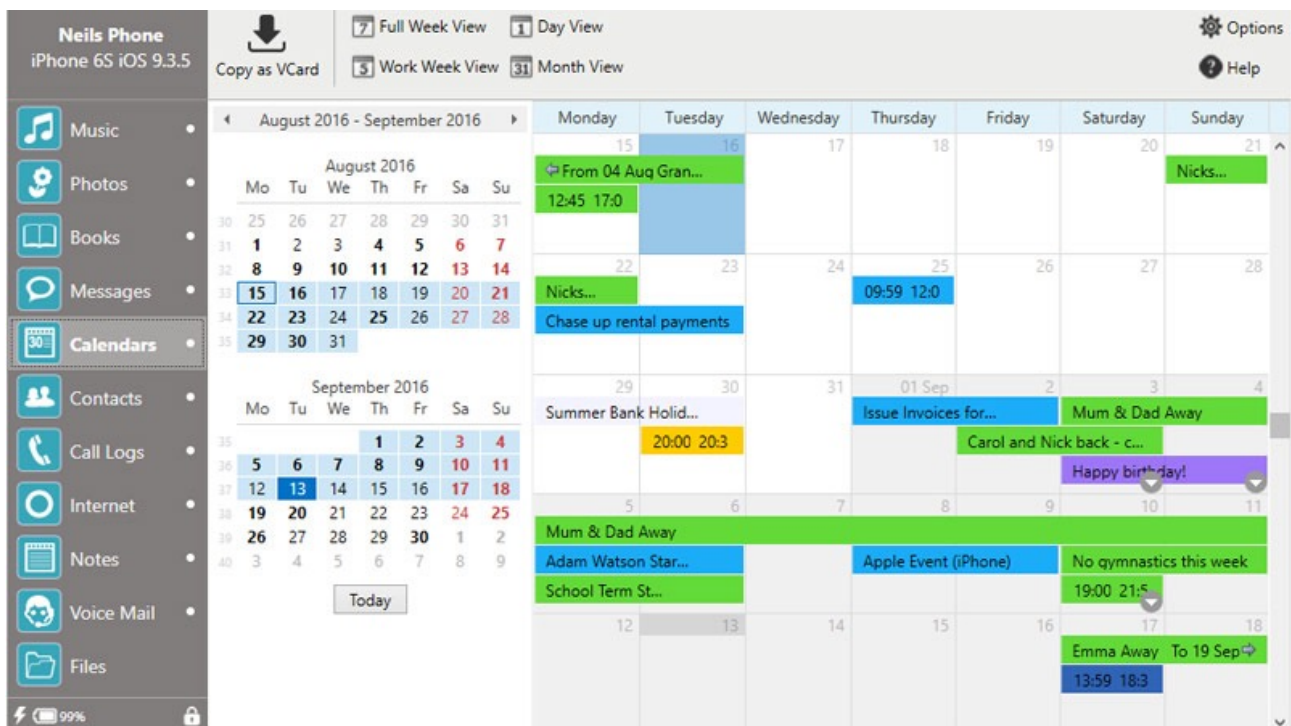 Neils Phone
iPhone 6S iOS 9.3.5
Copy as VCard
7 Full Week View 1 Day View
5 Work Week View 31 Month View
Options
Help
Music
Photos
Books
Messages
30 Calendars
Contacts
Call Logs
Internet
Notes
Voice Mail
Files
99%
August 2016 - September 2016
August 2016
Mo Tu We Th Fr Sa Su
30 25 26 27 28 29 30 31
31 1 2 3 4 5 6 7
32 8 9 10 11 12 13 14
33 15 16 17 18 19 20 21
34 22 23 24 25 26 27 28
35 29 30 31
September 2016
Mo Tu We Th Fr Sa Su
35 1 2 3 4
36 5 6 7 8 9 10 11
37 12 13 14 15 16 17 18
38 19 20 21 22 23 24 25
39 26 27 28 29 30 1 2
40 3 4 5 6 7 8 9
Today
Monday Tuesday Wednesday Thursday Friday Saturday Sunday
15 16 17 18 19 20 21
From 04 Aug Gran... Nicks...
12:45 17:0
22 23 24 25 26 27 28
Nicks... 09:59 12:0
Chase up rental payments
29 30 31 01 Sep 2 3 4
Summer Bank Holid... Issue Invoices for... Mum & Dad Away
20:00 20:3 Carol and Nick back - c...
Happy birthday!
5 6 7 8 9 10 11
Mum & Dad Away
Adam Watson Star... Apple Event (iPhone) No gymnastics this week
School Term St... 19:00 21:5
12 13 14 15 16 17 18
Emma Away To 19 Sep
13:59 18:3